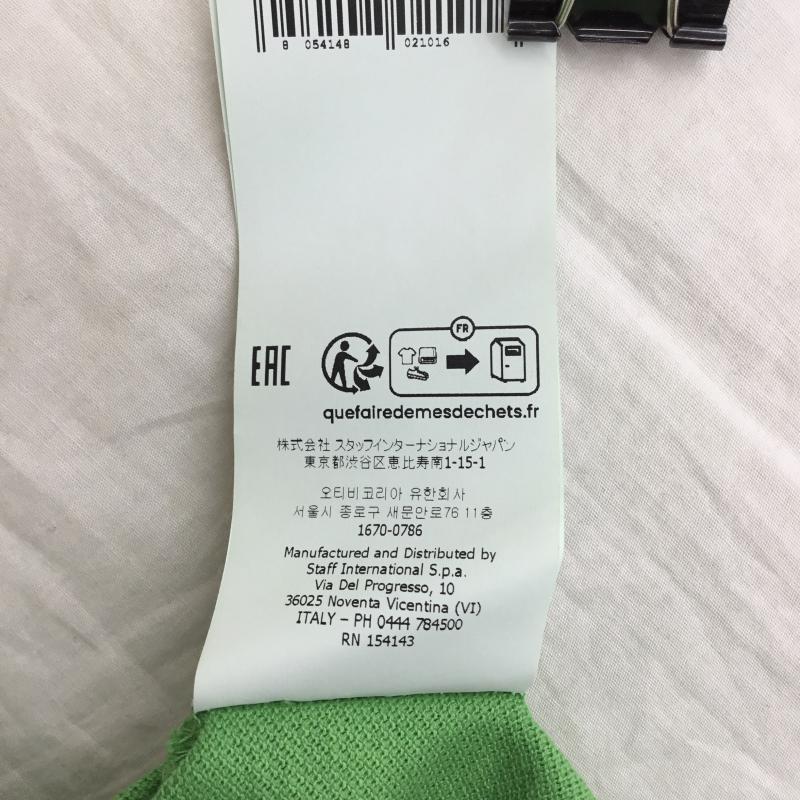 8 054148 021016
EAC
FR
quefairedemesdechets.fr
株式会社 スタッフインターナショナルジャパン
東京都渋谷区恵比寿南1-15-1
오티비코리아 유한회사
서울시 종로구 새문안로76 11층
1670-0786
Manufactured and Distributed by
Staff International S.p.a.
Via Del Progresso, 10
36025 Noventa Vicentina (VI)
ITALY – PH 0444 784500
RN 154143